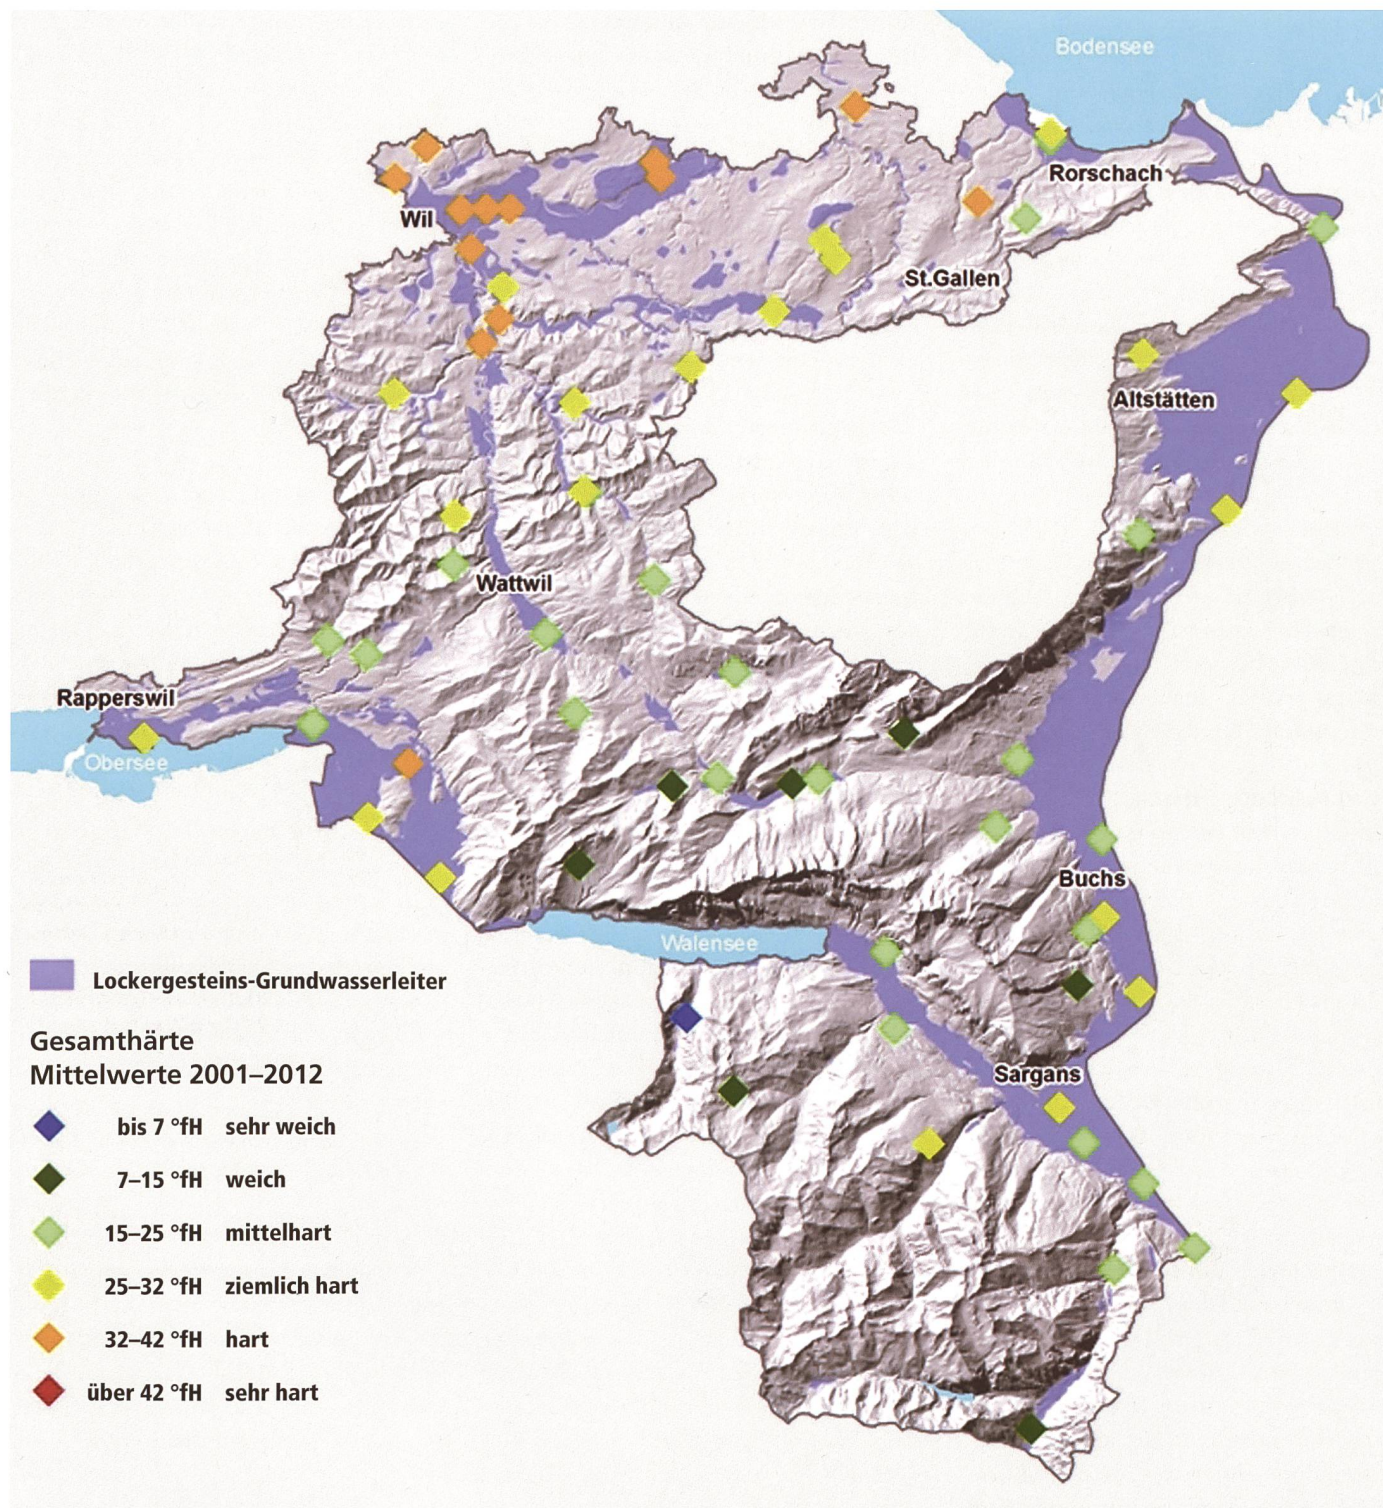 Bodensee
Rorschach
Wil
St.Gallen
Altstätten
Wattwil
Rapperswil
Obersee
Buchs
Walensee
Sargans
Lockergesteins-Grundwasserleiter
Gesamthärte
Mittelwerte 2001–2012
bis 7 °fH sehr weich
7–15 °fH weich
15–25 °fH mittelhart
25–32 °fH ziemlich hart
32–42 °fH hart
über 42 °fH sehr hart